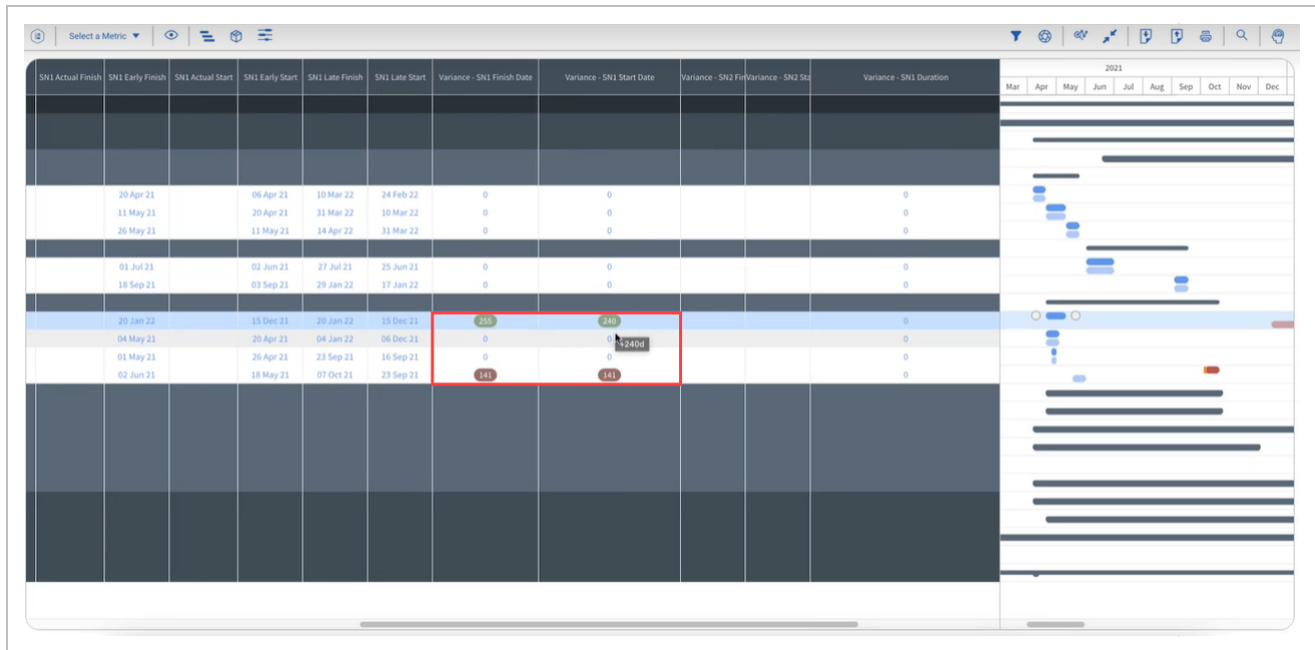 Select a Metric
SN1 Actual Finish SN1 Early Finish SN1 Actual Start SN1 Early Start SN1 Late Finish SN1 Late Start Variance - SN1 Finish Date Variance - SN1 Start Date Variance - SN2 Fin Variance - SN2 Sta Variance - SN1 Duration
2021
Mar Apr May Jun Jul Aug Sep Oct Nov Dec
20 Apr 21 06 Apr 21 10 Mar 22 24 Feb 22 0 0 0
11 May 21 20 Apr 21 31 Mar 22 10 Mar 22 0 0 0
26 May 21 11 May 21 14 Apr 22 31 Mar 22 0 0 0
01 Jul 21 02 Jun 21 27 Jul 21 25 Jun 21 0 0 0
18 Sep 21 03 Sep 21 29 Jan 22 17 Jan 22 0 0 0
20 Jan 22 15 Dec 21 20 Jan 22 15 Dec 21 255 240 0
04 May 21 20 Apr 21 04 Jan 22 06 Dec 21 0 0 0
+240d
01 May 21 26 Apr 21 23 Sep 21 16 Sep 21 0 0 0
02 Jun 21 18 May 21 07 Oct 21 23 Sep 21 141 141 0